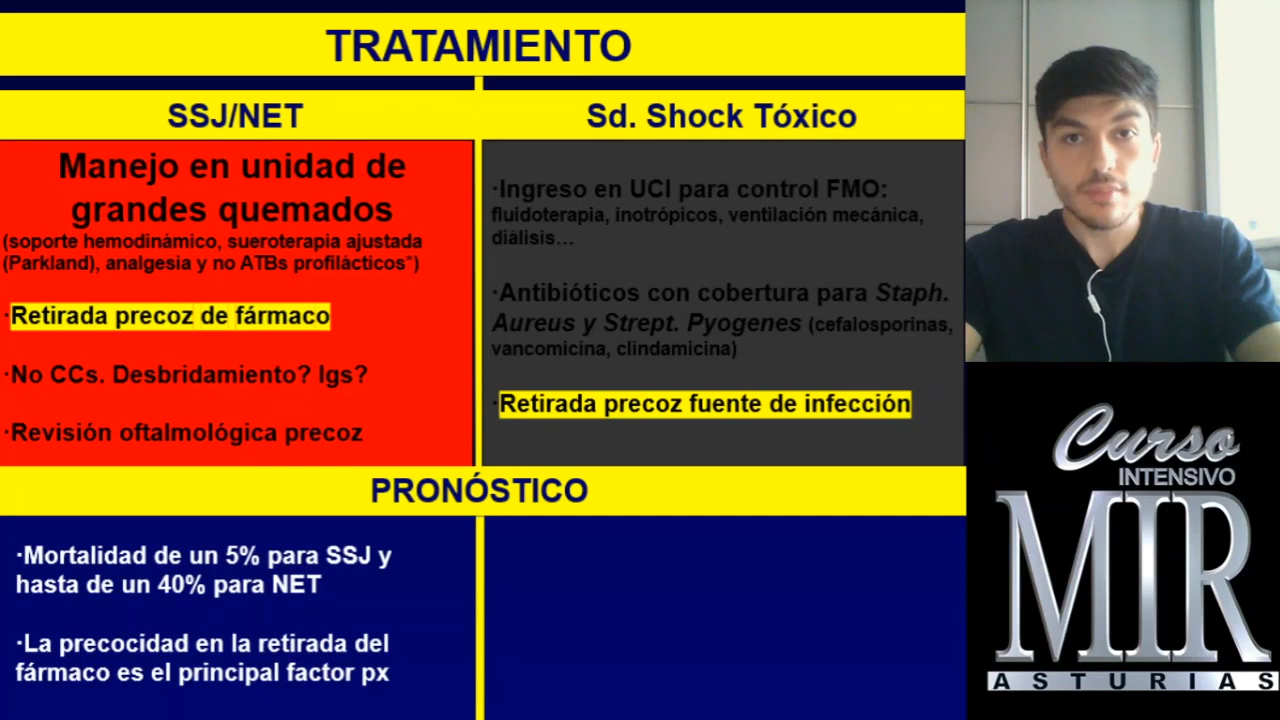 TRATAMIENTO
SSJ/NET
Manejo en unidad de
grandes quemados
(soporte hemodinámico, sueroterapia ajustada
(Parkland), analgesia y no ATBs profilácticos*)
·Retirada precoz de fármaco
·No CCs. Desbridamiento? Igs?
·Revisión oftalmológica precoz
Sd. Shock Tóxico
·Ingreso en UCI para control FMO:
fluidoterapia, inotrópicos, ventilación mecánica,
diálisis…
·Antibióticos con cobertura para Staph.
Aureus y Strept. Pyogenes (cefalosporinas,
vancomicina, clindamicina)
·Retirada precoz fuente de infección
PRONÓSTICO
·Mortalidad de un 5% para SSJ y
hasta de un 40% para NET
·La precocidad en la retirada del
fármaco es el principal factor px
Curso
INTENSIVO
MIR
ASTURIAS